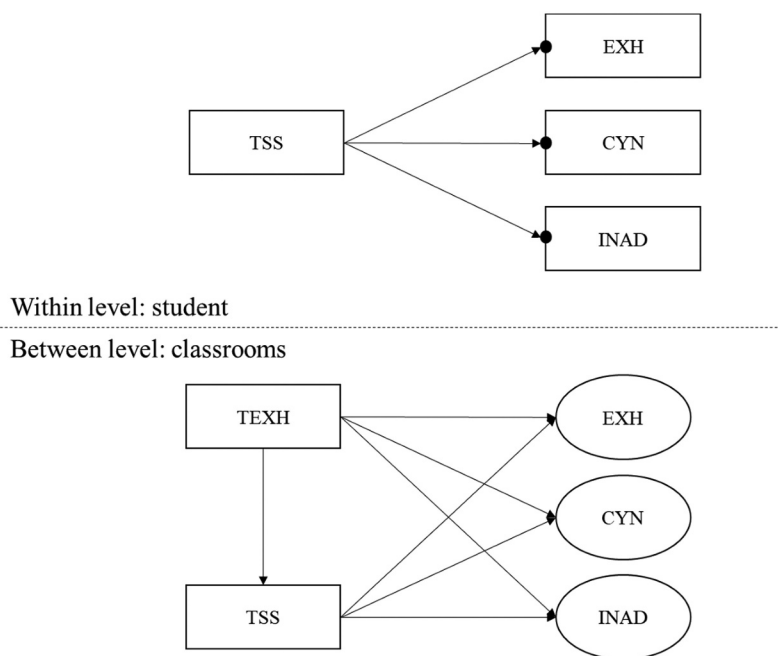 EXH
TSS
CYN
INAD
Within level: student
Between level: classrooms
TEXH
EXH
CYN
TSS
INAD